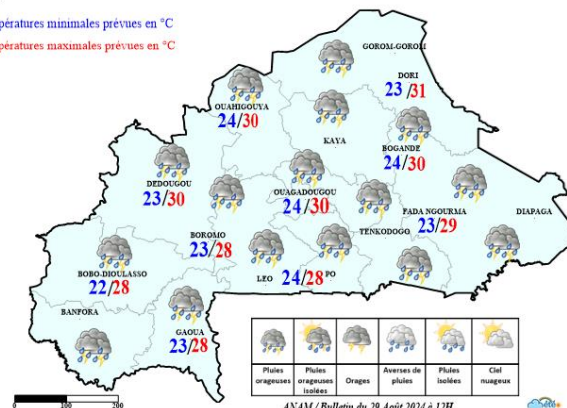 pératures minimales prévues en °C
pératures maximales prévues en °C
GOROM-GOROM
DORI
23/31
OUAHIGOUYA
24/30
KAYA
BOGANDE
24/30
DEDOUGOU
23/30
OUAGADOUGOU
24/30
FADA NGOURMA
23/29
DIAPAGA
TENKODOGO
BOROMO
23/28
BOBO-DIOULASSO
22/28
LEO
24/28
PO
BANFORA
GAOUA
23/28
Pluies orageuses
Pluies orageuses isolées
Orages
Averses de pluies
Pluies isolées
Ciel nuageux
0 100 200
ANAM / Bulletin du 29 Août 2024 à 12H